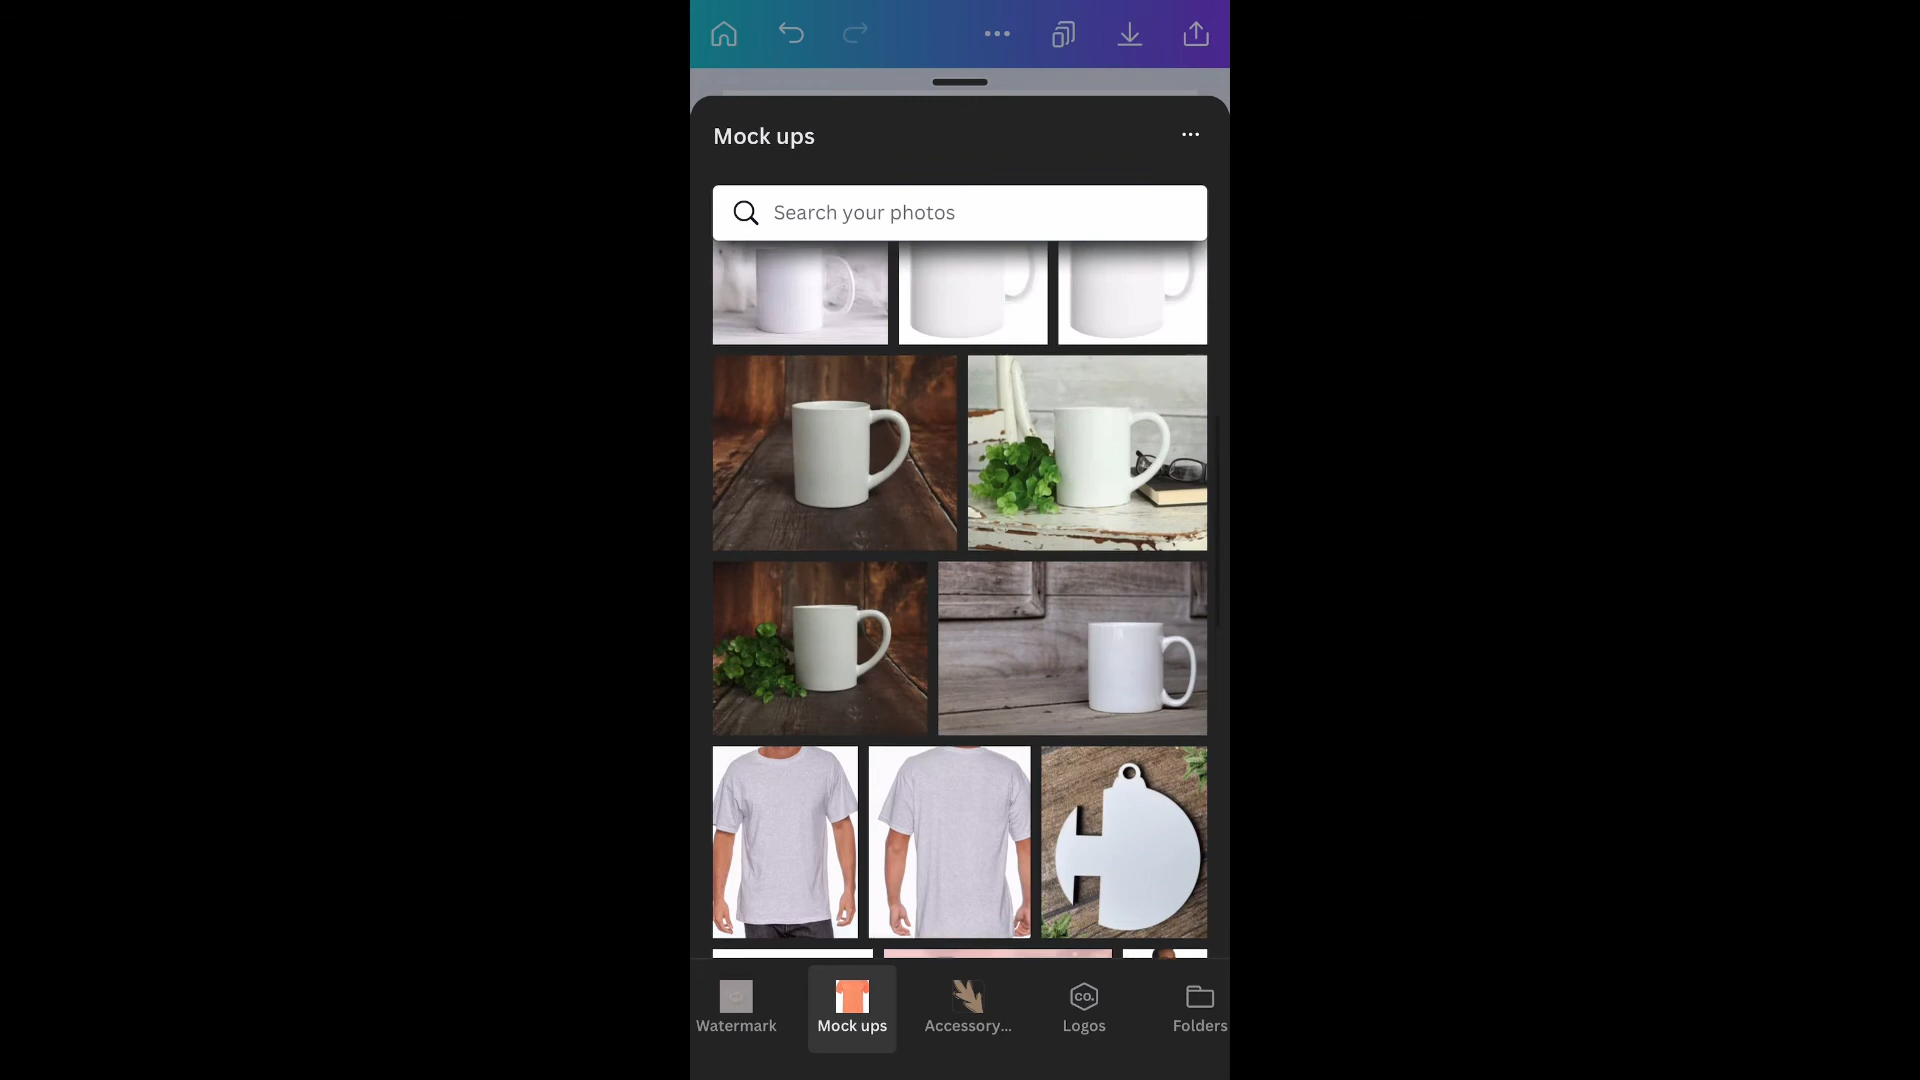 Mock ups
Search your photos
Watermark
Mock ups
Accessory...
CO.
Logos
Folders